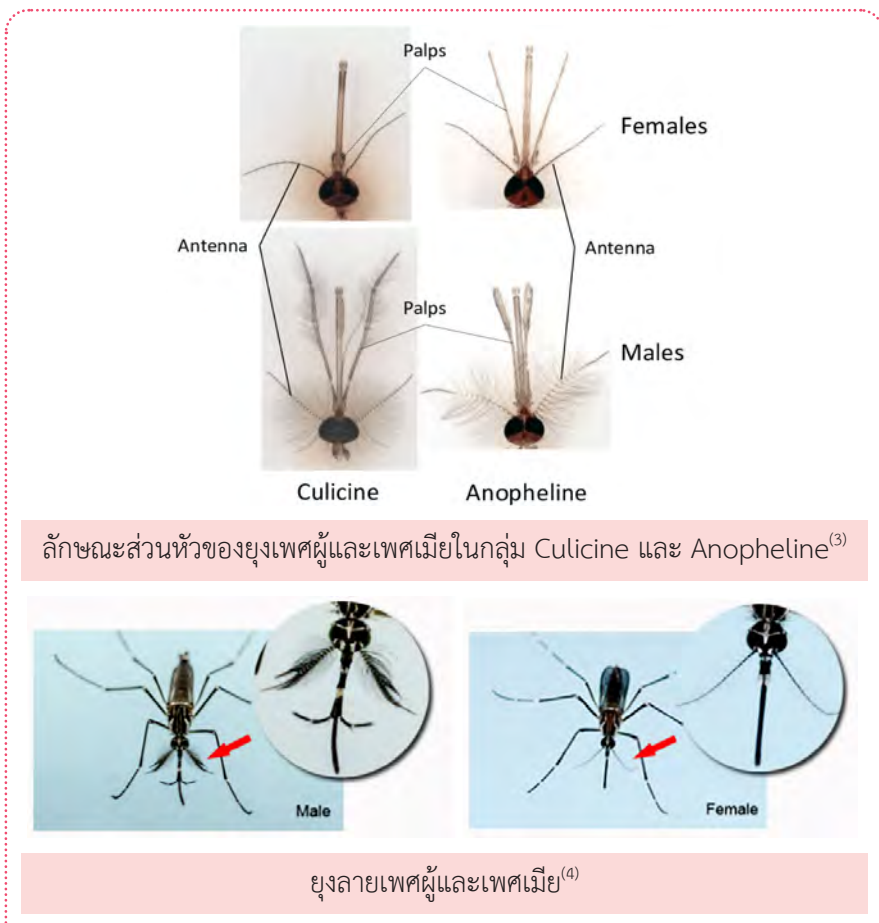 Palps
Females
Antenna
Antenna
Palps
Males
Culicine
Anopheline
ลักษณะส่วนหัวของยุงเพศผู้และเพศเมียในกลุ่ม Culicine และ Anopheline(3)
Male
Female
ยุงลายเพศผู้และเพศเมีย(4)